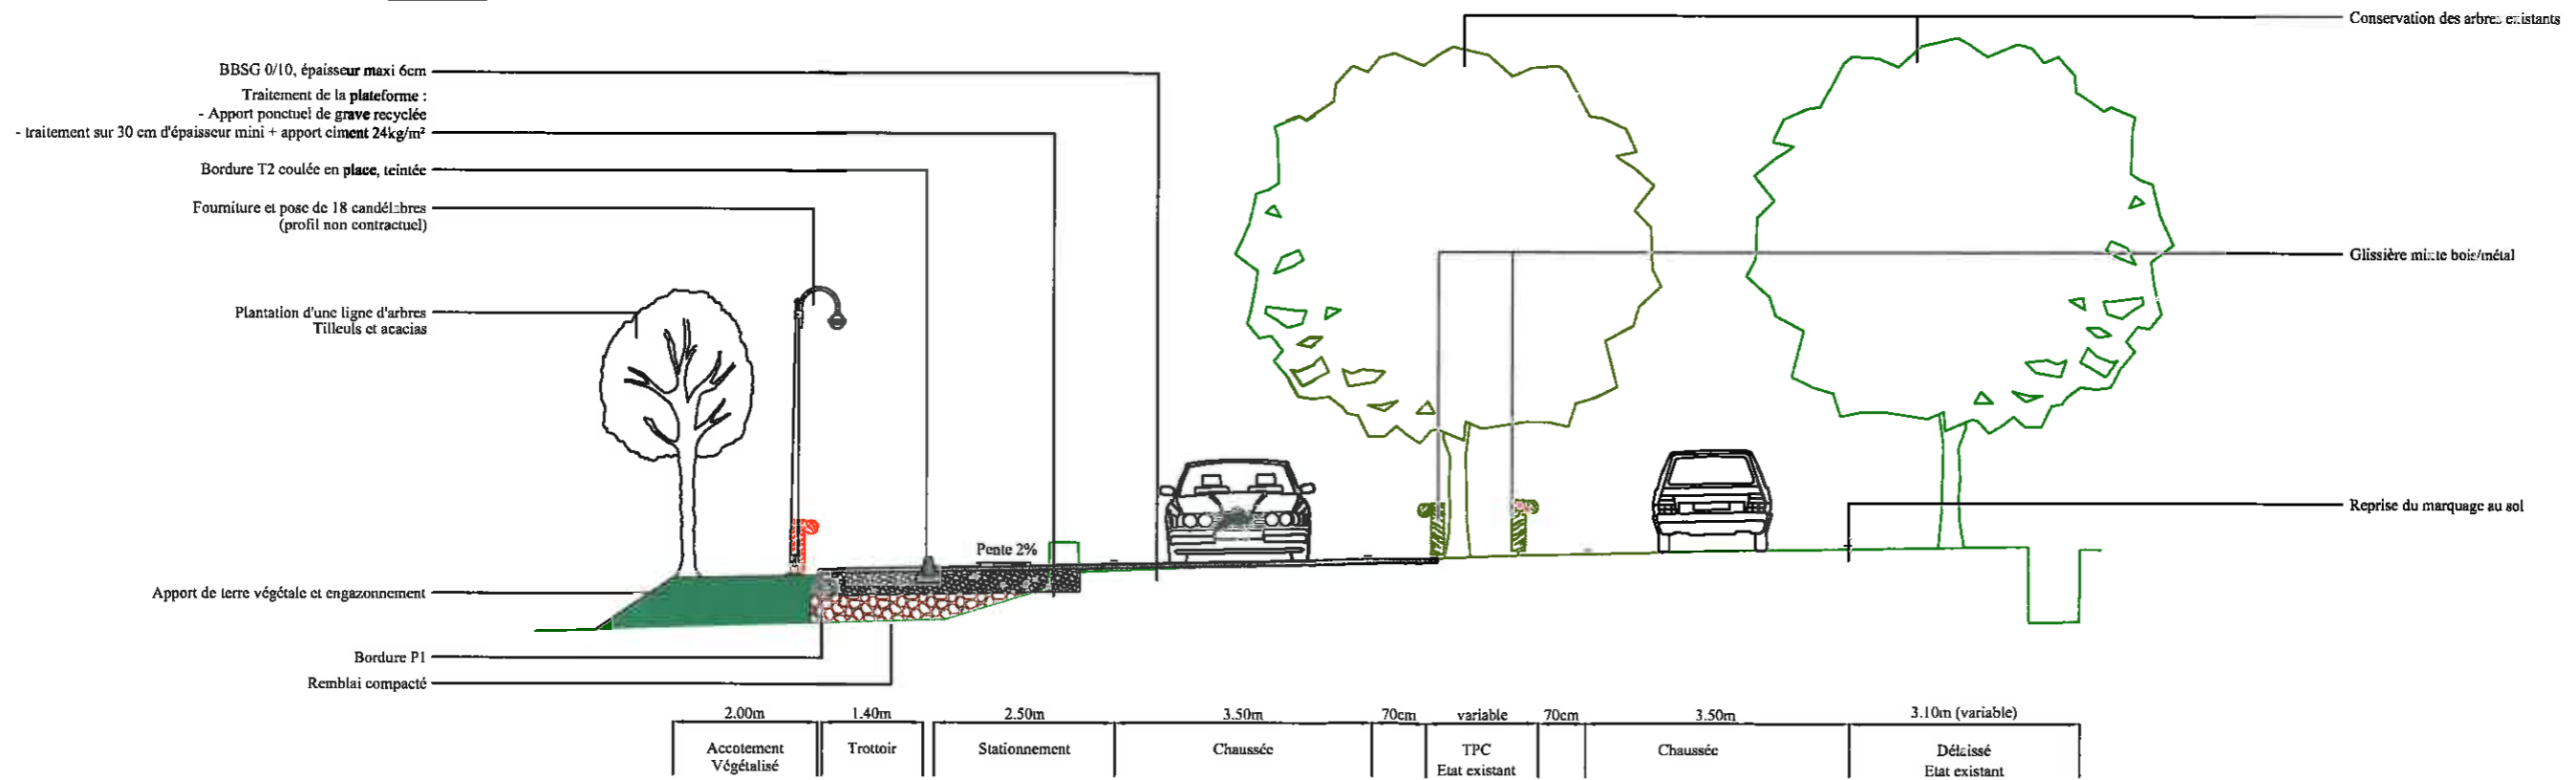 Conservation des arbres existants
BBSG 0/10, épaisseur maxi 6cm
Traitement de la plateforme :
- Apport ponctuel de grave recyclée
- traitement sur 30 cm d'épaisseur mini + apport ciment 24kg/m²
Bordure T2 coulée en place, teintée
Fourniture et pose de 18 candélabres
(profil non contractuel)
Glissière mixte bois/métal
Plantation d'une ligne d'arbres
Tilleuls et acacias
Reprise du marquage au sol
Pente 2%
Apport de terre végétale et engazonnement
Bordure P1
Remblai compacté
2.00m 1.40m 2.50m 3.50m 70cm variable 70cm 3.50m 3.10m (variable)
Accotement Trottoir Stationnement Chaussée TPC Chaussée Délaissé
Végétalisé Etat existant Etat existant